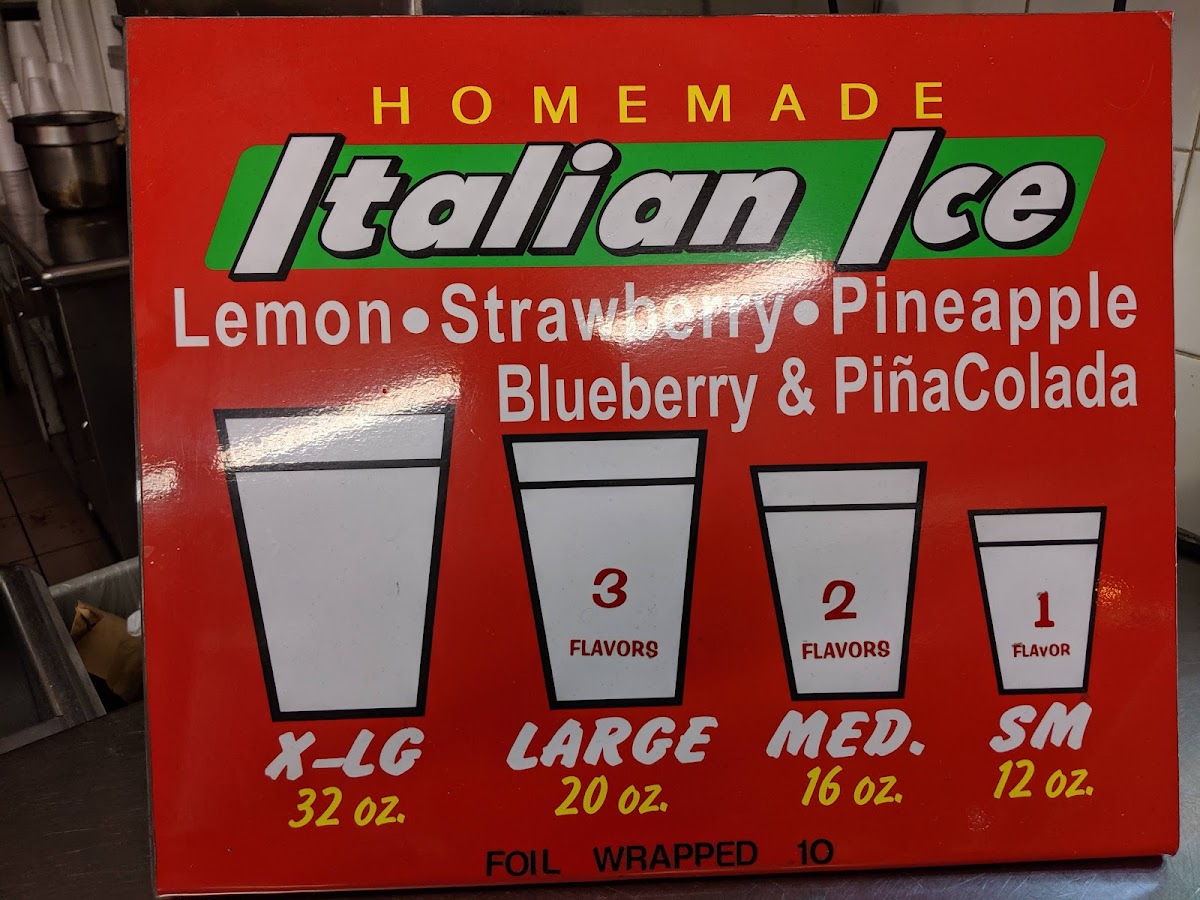 HOMEMADE
Italian Ice
Lemon • Strawberry • Pineapple
Blueberry & PiñaColada
3
FLAVORS
2
FLAVORS
1
FLAVOR
X-LG
32 oz.
LARGE
20 oz.
MED.
16 oz.
SM
12 oz.
FOIL WRAPPED 10